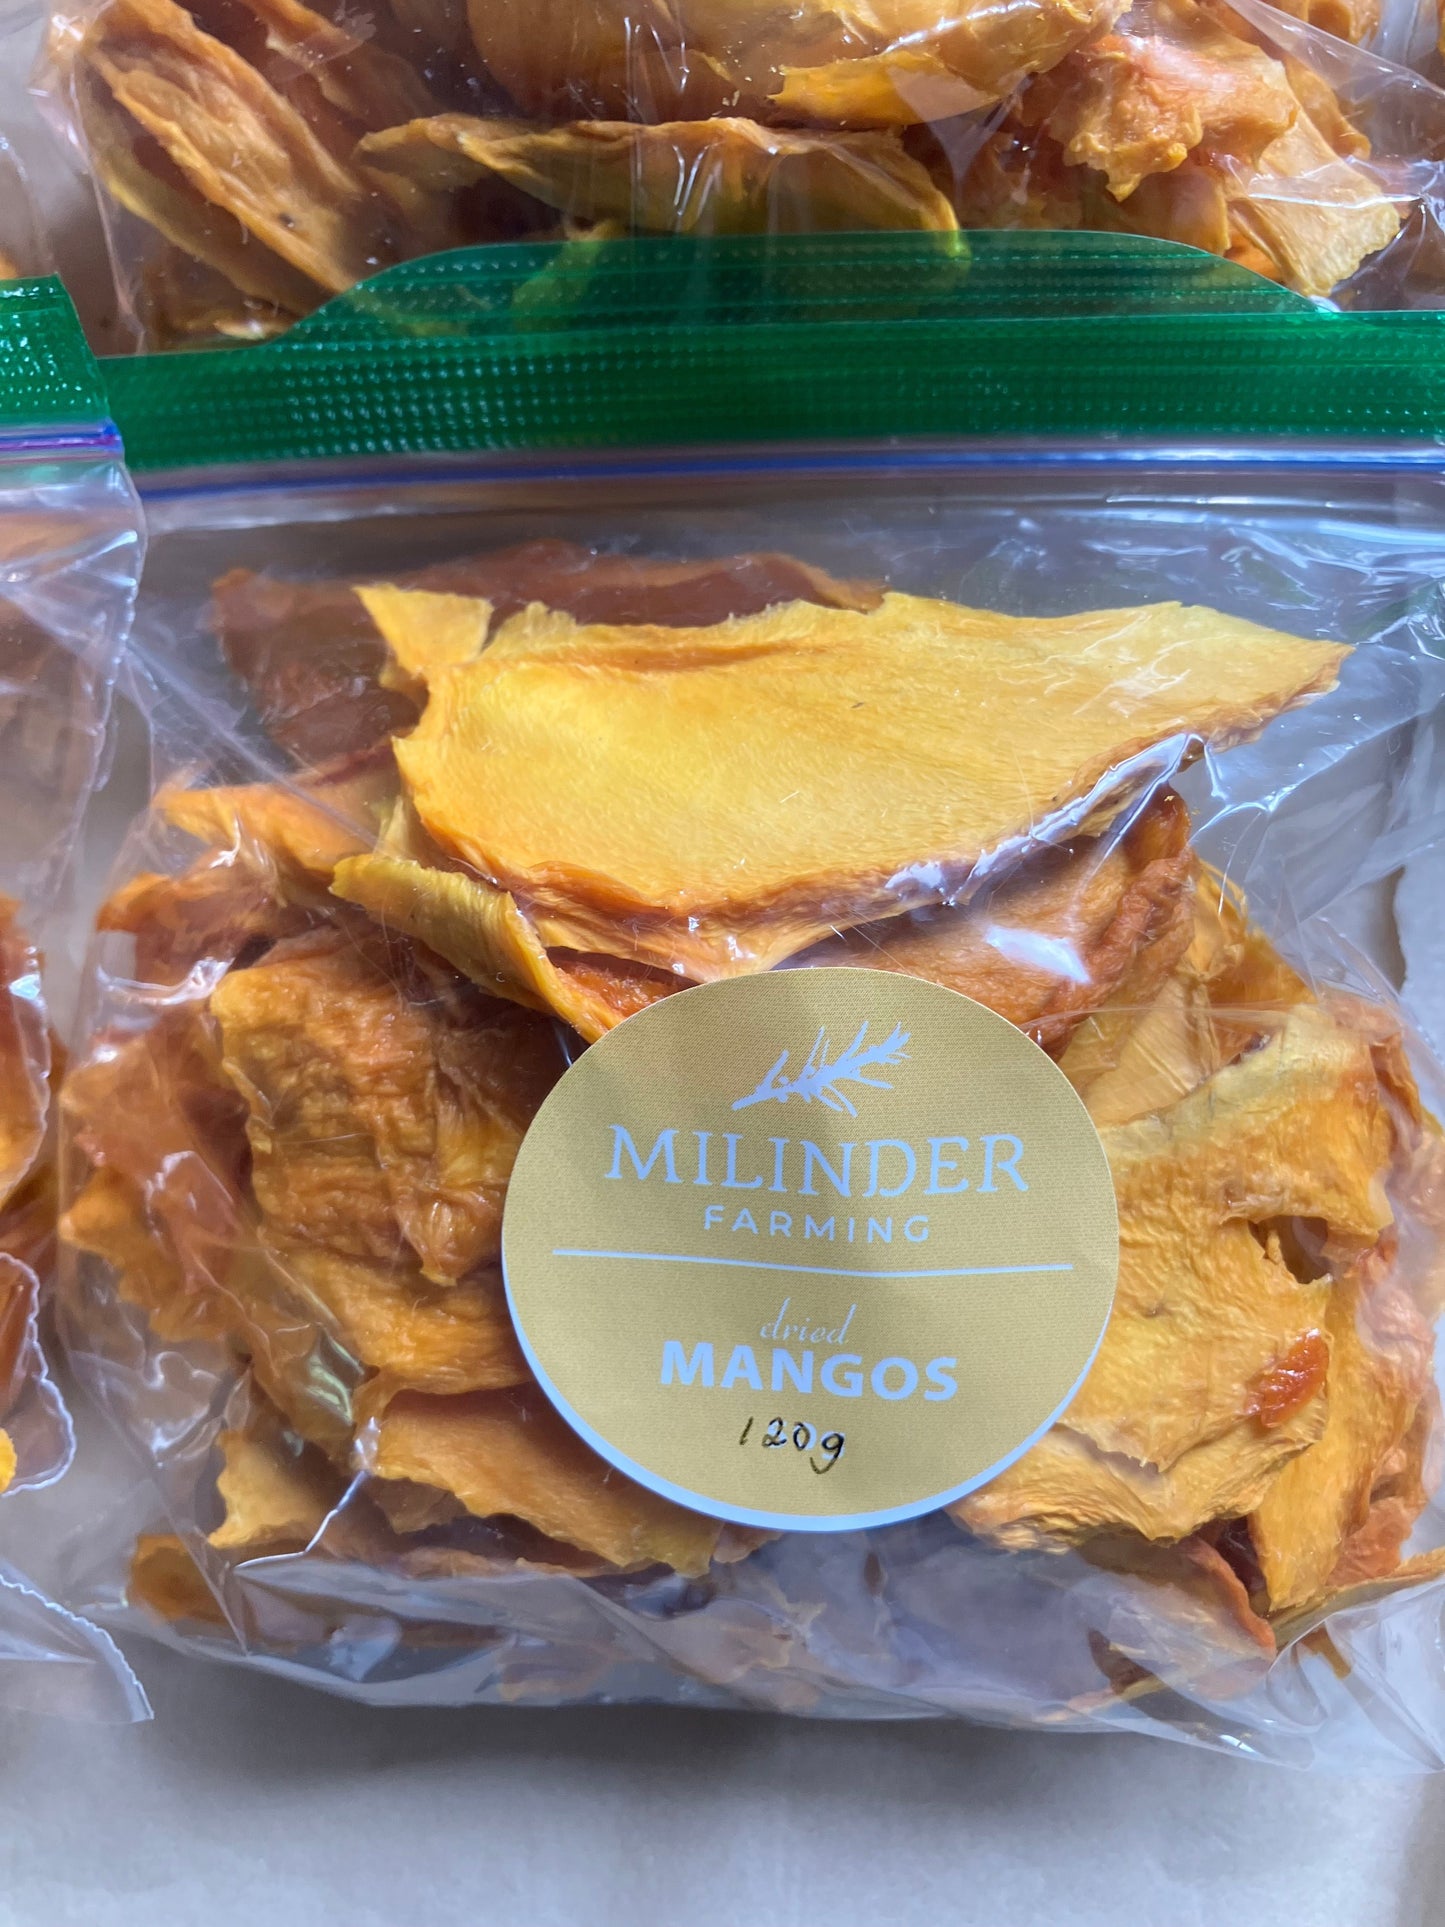 MILINDER
FARMING
dried
MANGOS
120g